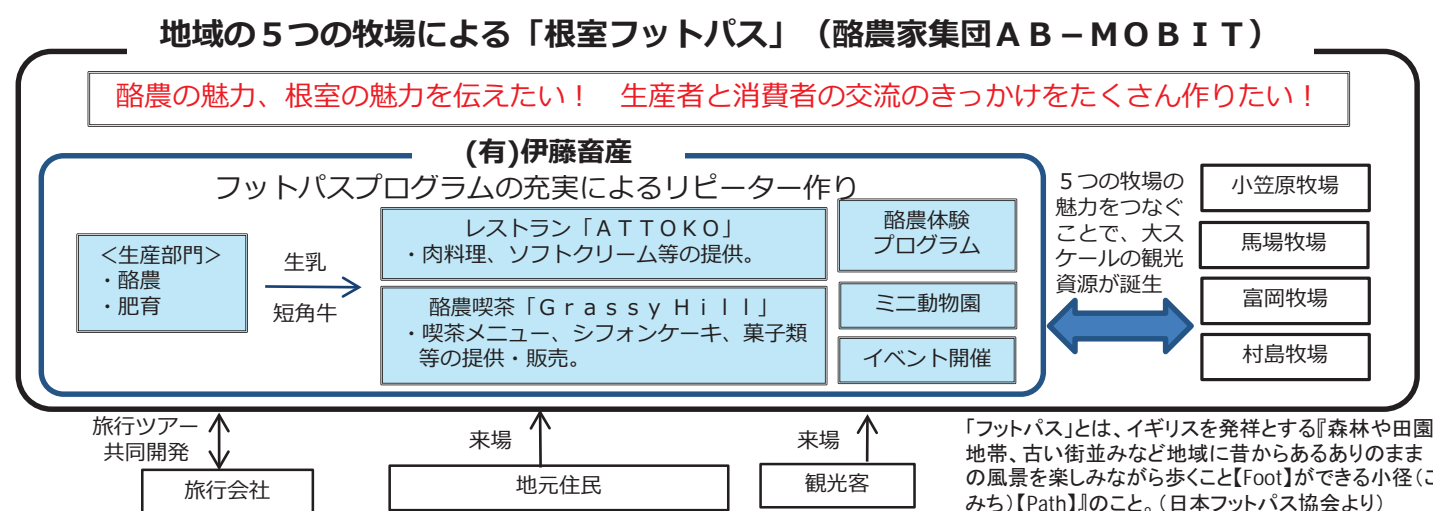 地域の５つの牧場による「根室フットパス」（酪農家集団ＡＢ－ＭＯＢＩＴ）
酪農の魅力、根室の魅力を伝えたい！　生産者と消費者の交流のきっかけをたくさん作りたい！
(有)伊藤畜産
フットパスプログラムの充実によるリピーター作り
＜生産部門＞
・酪農
・肥育
生乳
短角牛
レストラン「ＡＴＴＯＫＯ」
・肉料理、ソフトクリーム等の提供。
酪農喫茶「Ｇｒａｓｓｙ　Ｈｉｌｌ」
・喫茶メニュー、シフォンケーキ、菓子類
等の提供・販売。
酪農体験
プログラム
ミニ動物園
イベント開催
５つの牧場の
魅力をつなぐ
ことで、大ス
ケールの観光
資源が誕生
小笠原牧場
馬場牧場
富岡牧場
村島牧場
旅行ツアー
共同開発
旅行会社
来場
地元住民
来場
観光客
「フットパス」とは、イギリスを発祥とする『森林や田園
地帯、古い街並みなど地域に昔からあるありのまま
の風景を楽しみながら歩くこと【Foot】ができる小径（こ
みち）【Path】』のこと。（日本フットパス協会より）